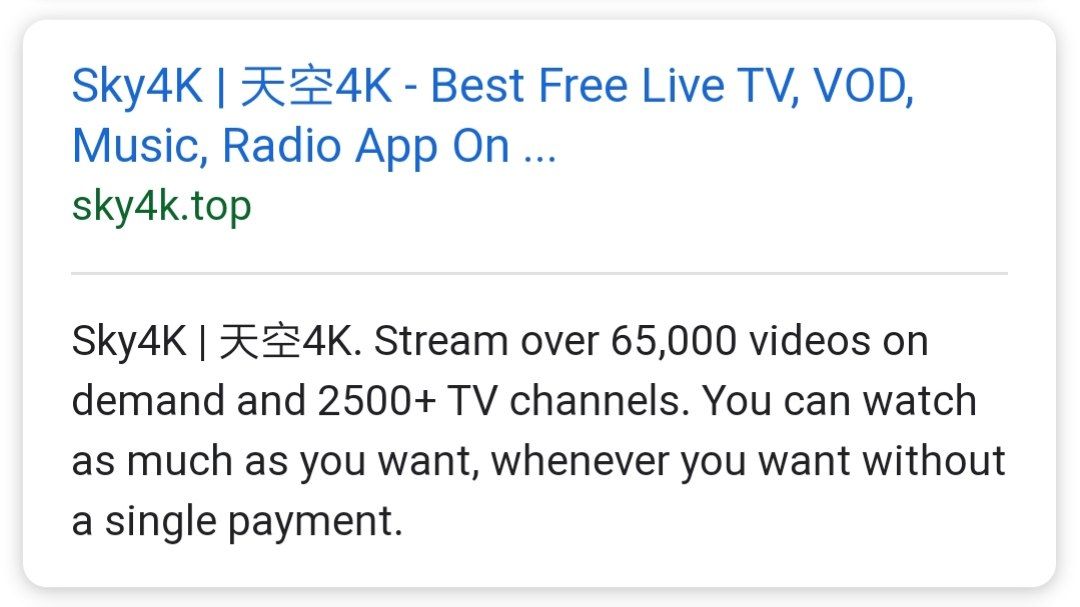 Sky4K | 天空4K - Best Free Live TV, VOD,
Music, Radio App On ...
sky4k.top
Sky4K | 天空4K. Stream over 65,000 videos on
demand and 2500+ TV channels. You can watch
as much as you want, whenever you want without
a single payment.